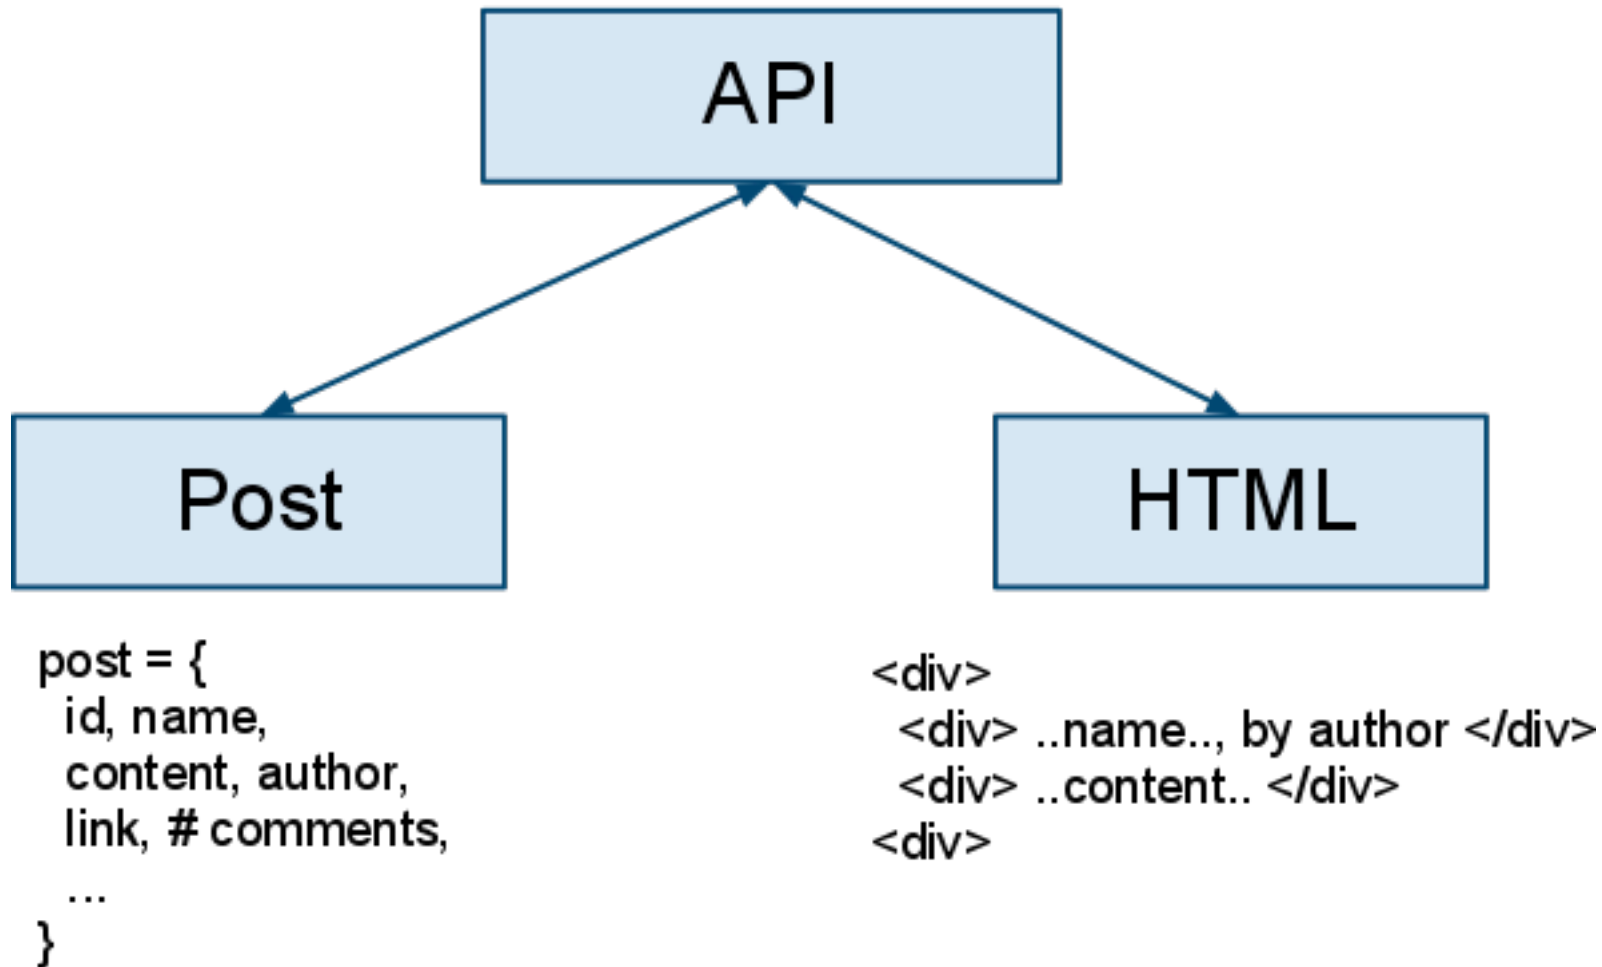 API
Post
HTML
post = {
id, name,
content, author,
link, # comments,
...
}
<div>
<div> ..name.., by author </div>
<div> ..content.. </div>
<div>